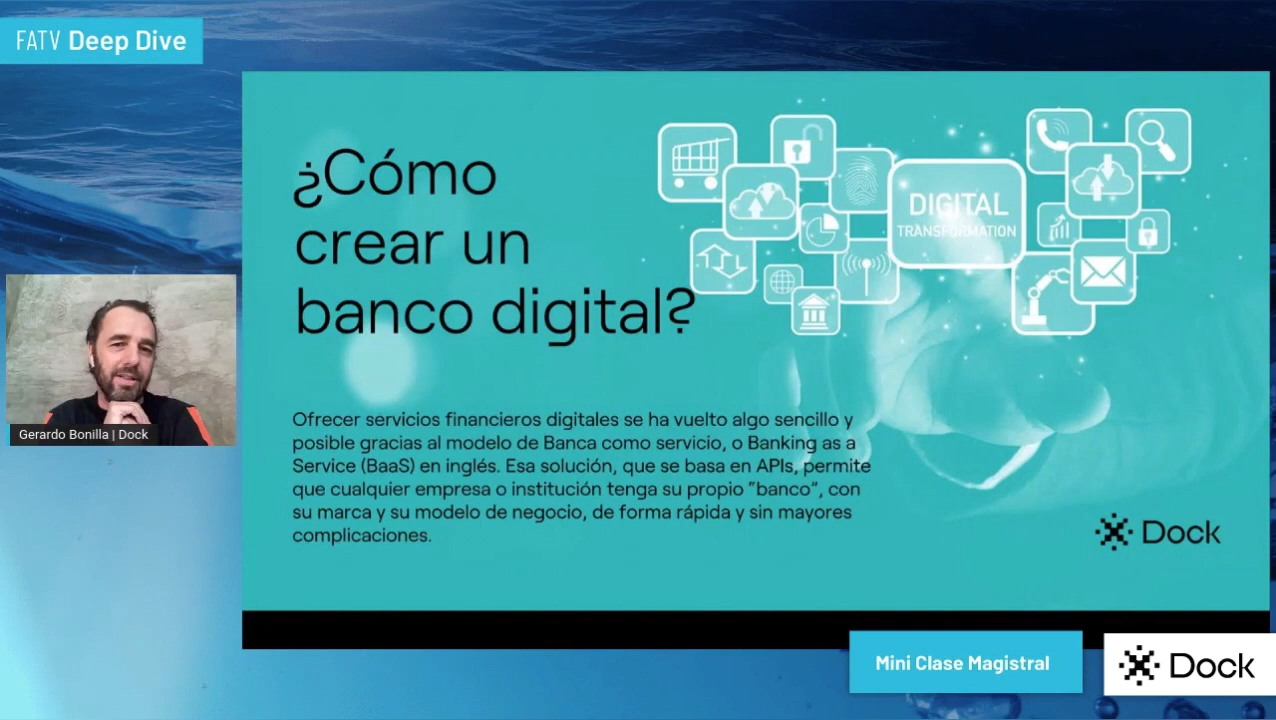 FATV Deep Dive
¿Cómo
crear un
banco digital?
DIGITAL
TRANSFORMATION
Ofrecer servicios financieros digitales se ha vuelto algo sencillo y
posible gracias al modelo de Banca como servicio, o Banking as a
Service (BaaS) en inglés. Esa solución, que se basa en APIs, permite
que cualquier empresa o institución tenga su propio “banco”, con
su marca y su modelo de negocio, de forma rápida y sin mayores
complicaciones.
Dock
Gerardo Bonilla | Dock
Mini Clase Magistral
Dock